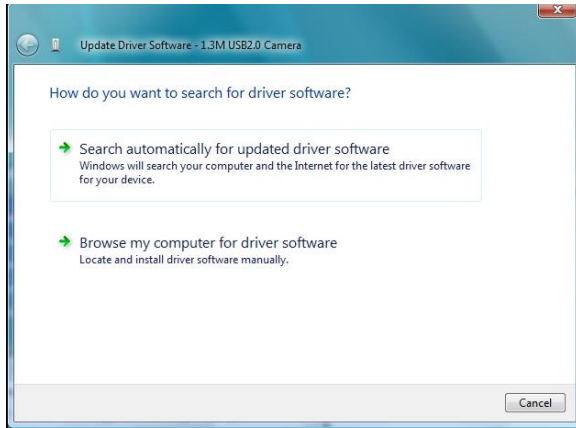 Update Driver Software - 1.3M USB2.0 Camera
How do you want to search for driver software?
Search automatically for updated driver software
Windows will search your computer and the Internet for the latest driver software
for your device.
Browse my computer for driver software
Locate and install driver software manually.
Cancel